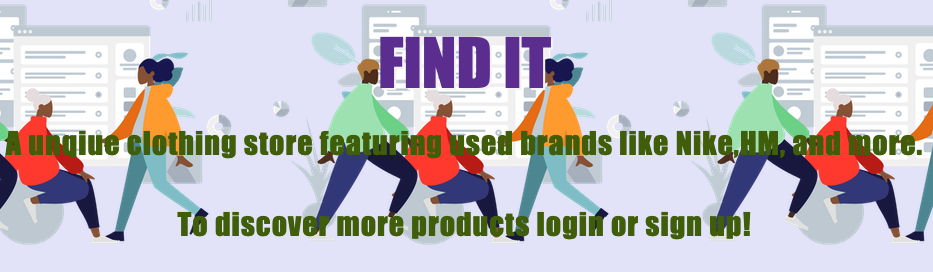 FIND IT
A unqiue clothing store featuring used brands like Nike,HM, and more.
To discover more products login or sign up!